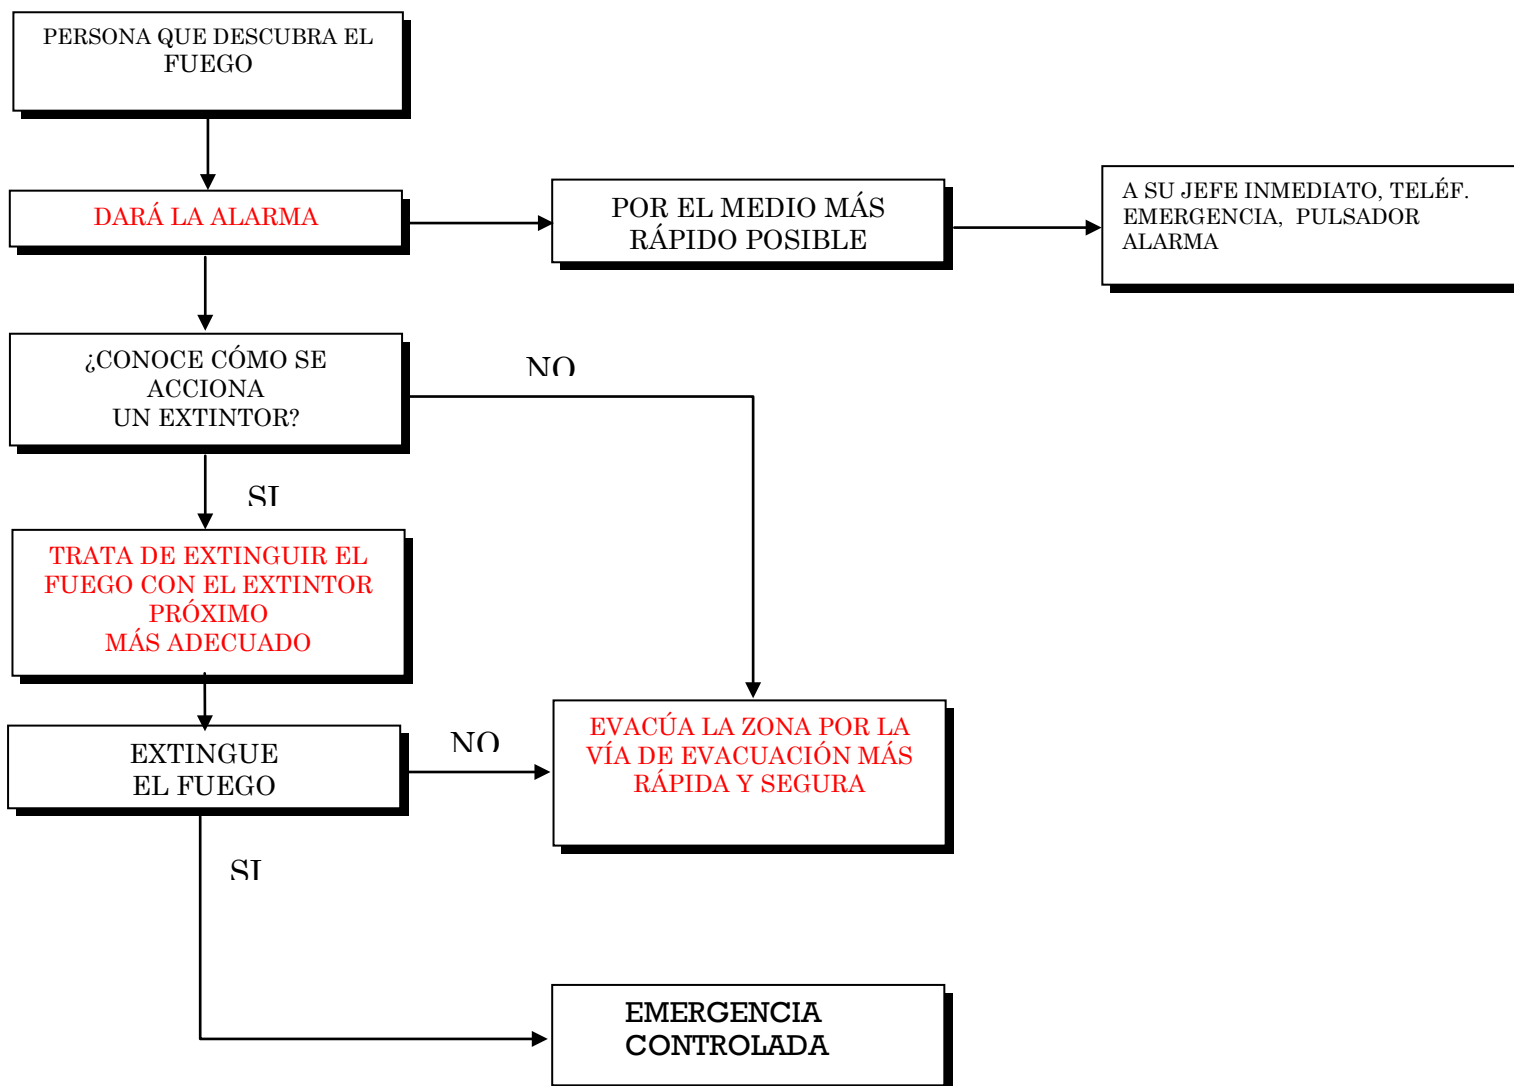 PERSONA QUE DESCUBRA EL
FUEGO
DARÁ LA ALARMA
POR EL MEDIO MÁS
RÁPIDO POSIBLE
A SU JEFE INMEDIATO, TELÉF.
EMERGENCIA, PULSADOR
ALARMA
¿CONOCE CÓMO SE
ACCIONA
UN EXTINTOR?
NO
SI
TRATA DE EXTINGUIR EL
FUEGO CON EL EXTINTOR
PRÓXIMO
MÁS ADECUADO
EXTINGUE
EL FUEGO
NO
EVACÚA LA ZONA POR LA
VÍA DE EVACUACIÓN MÁS
RÁPIDA Y SEGURA
SI
EMERGENCIA
CONTROLADA